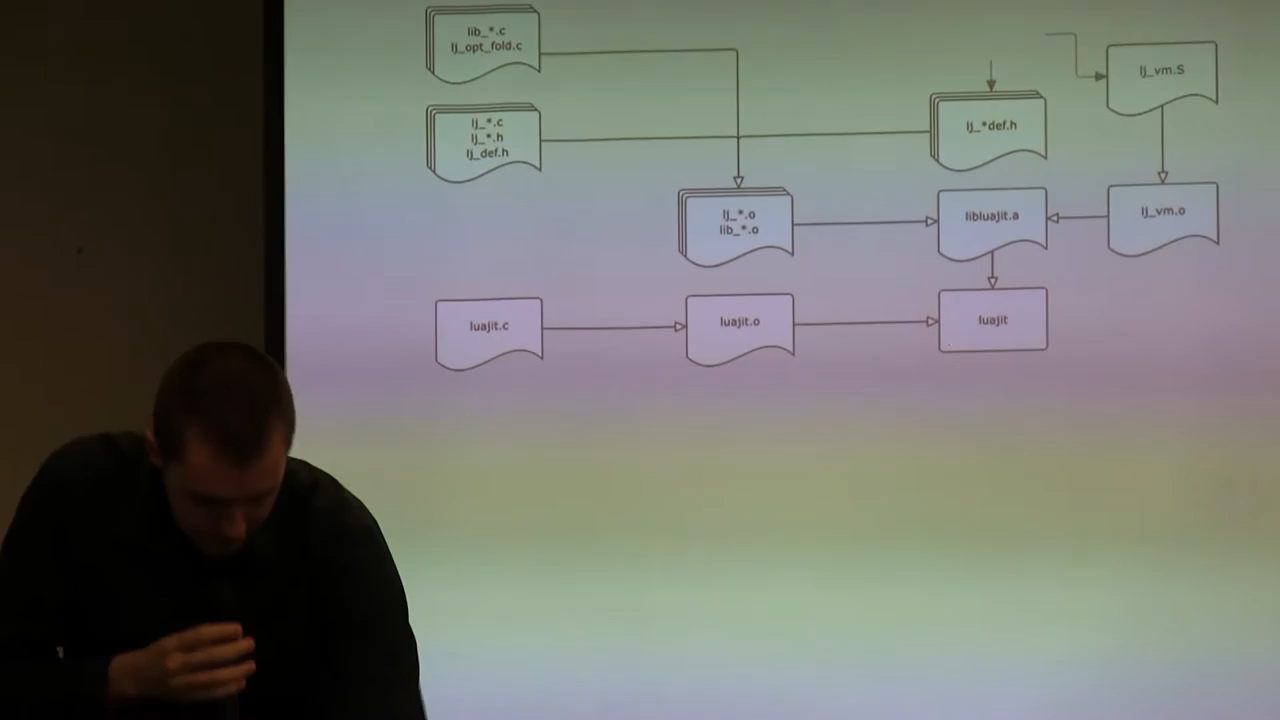 lib_*.c
lj_opt_fold.c
lj_vm.S
lj_*.c
lj_*.h
lj_def.h
lj_*def.h
lj_*.o
lib_*.o
libluajit.a
lj_vm.o
luajit.c
luajit.o
luajit